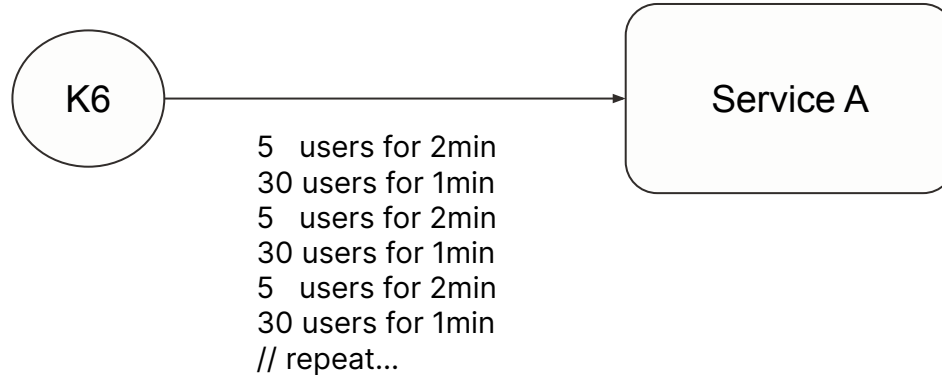 K6
Service A
5   users for 2min
30 users for 1min
5   users for 2min
30 users for 1min
5   users for 2min
30 users for 1min
// repeat...